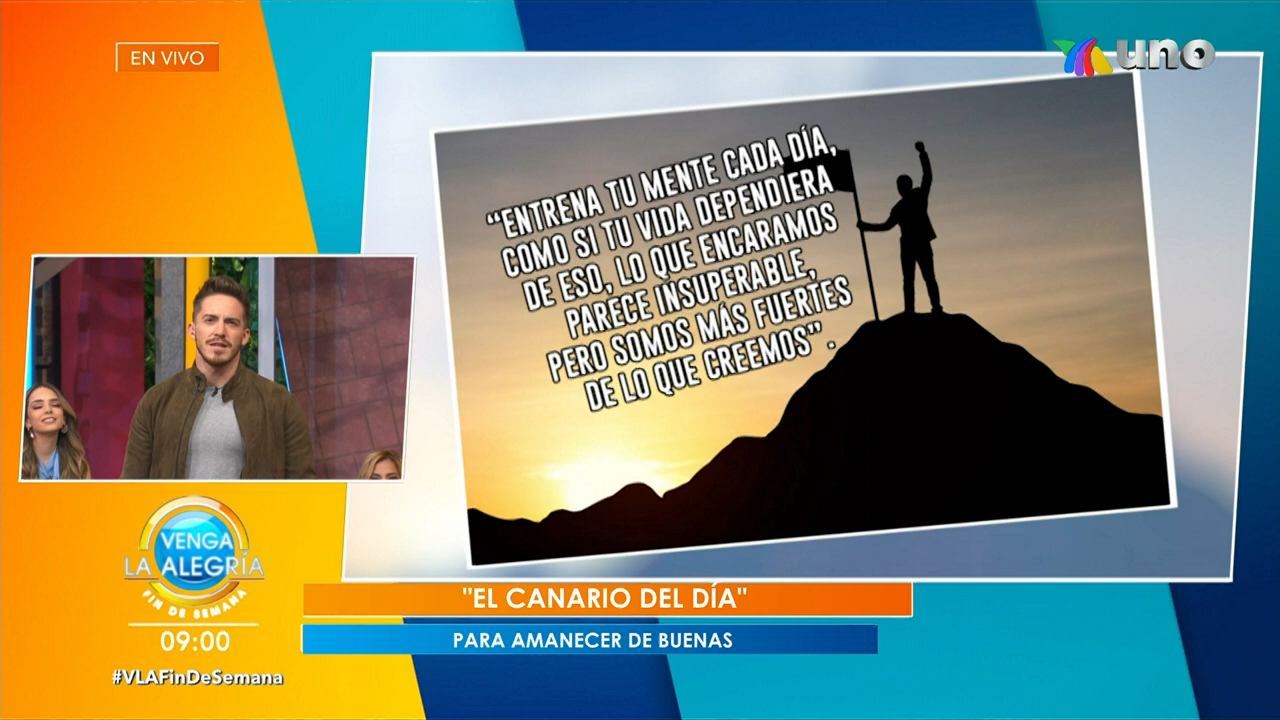 EN VIVO
uno
“ENTRENA TU MENTE CADA DÍA,
COMO SI TU VIDA DEPENDIERA
DE ESO, LO QUE ENCARAMOS
PARECE INSUPERABLE,
PERO SOMOS MÁS FUERTES
DE LO QUE CREEMOS”.
VENGA
LA ALEGRÍA
FIN DE SEMANA
09:00
#VLAFinDeSemana
"EL CANARIO DEL DÍA"
PARA AMANECER DE BUENAS